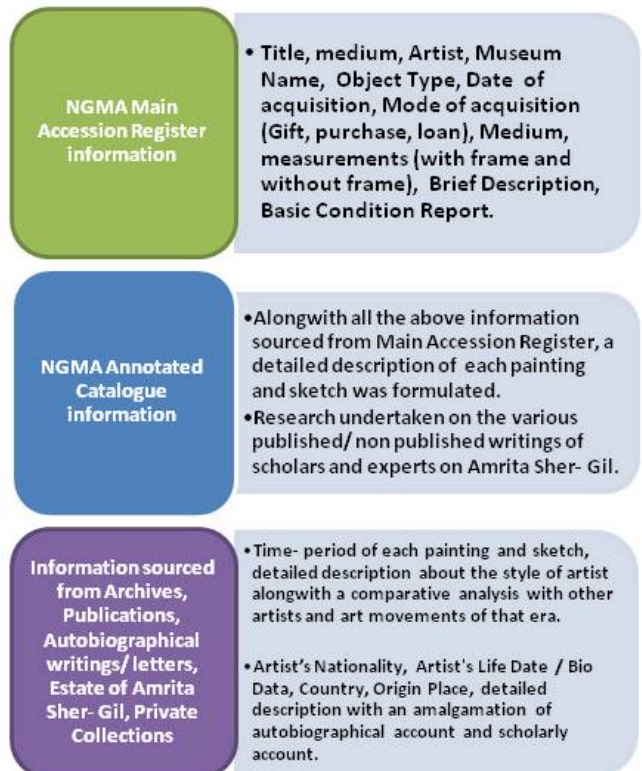 NGMA Main
Accession Register
information
• Title, medium, Artist, Museum
Name, Object Type, Date of
acquisition, Mode of acquisition
(Gift, purchase, loan), Medium,
measurements (with frame and
without frame), Brief Description,
Basic Condition Report.
NGMA Annotated
Catalogue
information
•Alongwith all the above information
sourced from Main Accession Register, a
detailed description of each painting
and sketch was formulated.
•Research undertaken on the various
published/ non published writings of
scholars and experts on Amrita Sher- Gil.
Information sourced
from Archives,
Publications,
Autobiographical
writings/ letters,
Estate of Amrita
Sher- Gil, Private
Collections
•Time- period of each painting and sketch,
detailed description about the style of artist
alongwith a comparative analysis with other
artists and art movements of that era.
•Artist's Nationality, Artist's Life Date / Bio
Data, Country, Origin Place, detailed
description with an amalgamation of
autobiographical account and scholarly
account.